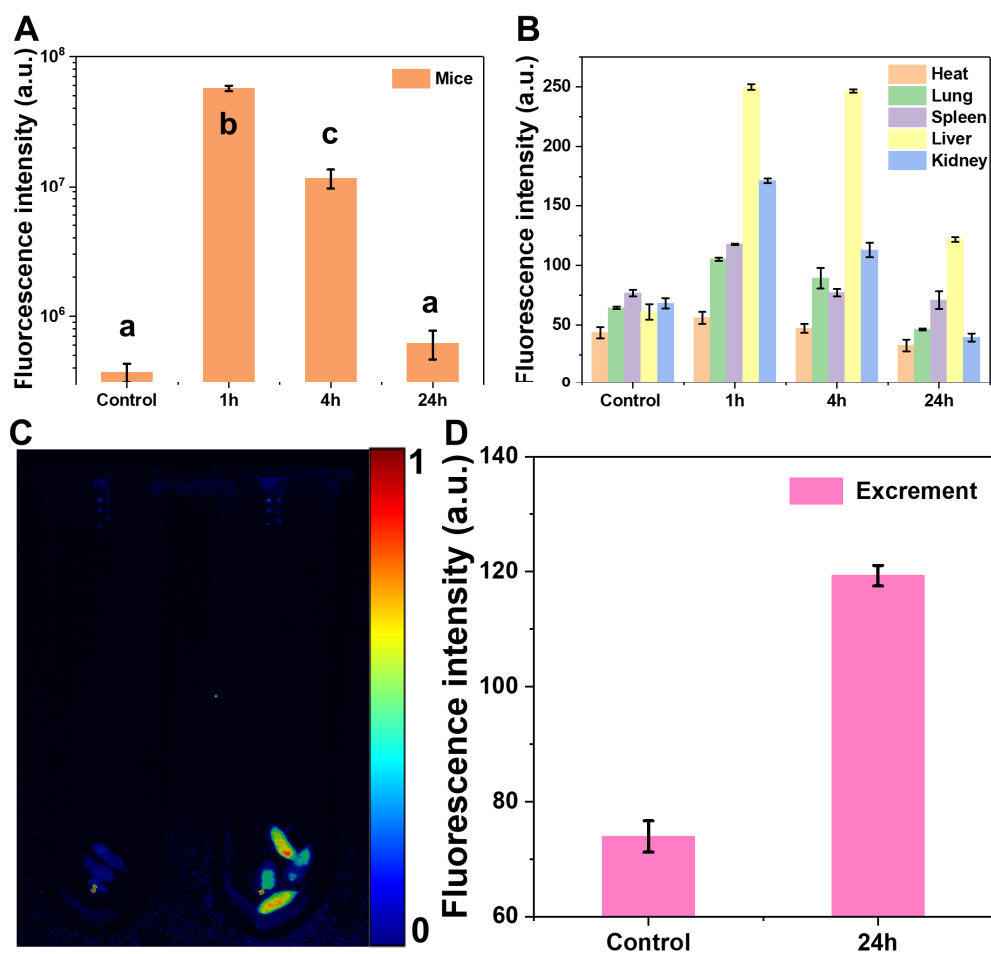 A
Fluorcescence intensity (a.u.)
10⁸
10⁷
10⁶
Mice
a
b
c
a
Control 1h 4h 24h
B
Fluorescence intensity (a.u.)
250
200
150
100
50
0
Heat
Lung
Spleen
Liver
Kidney
Control 1h 4h 24h
C
1
0
D
Fluorescence intensity (a.u.)
140
120
100
80
60
Excrement
Control 24h